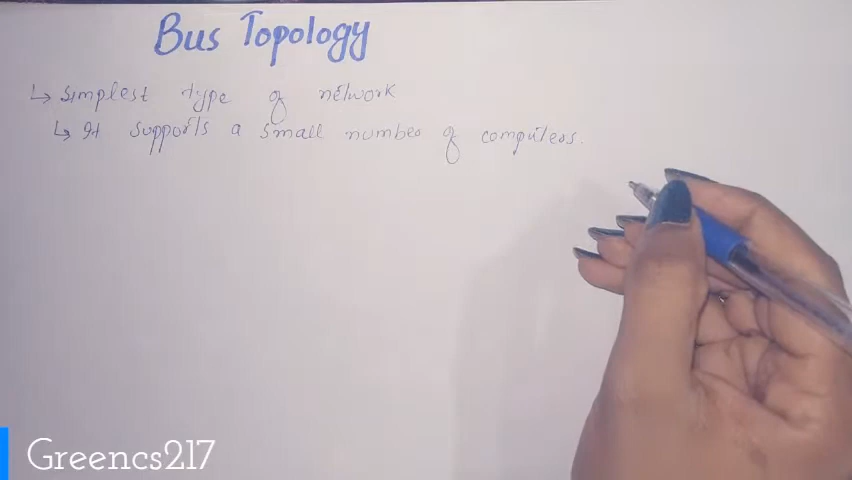 Bus Topology
↳ simplest type of network
↳ It supports a small number of computers.
Greencs217